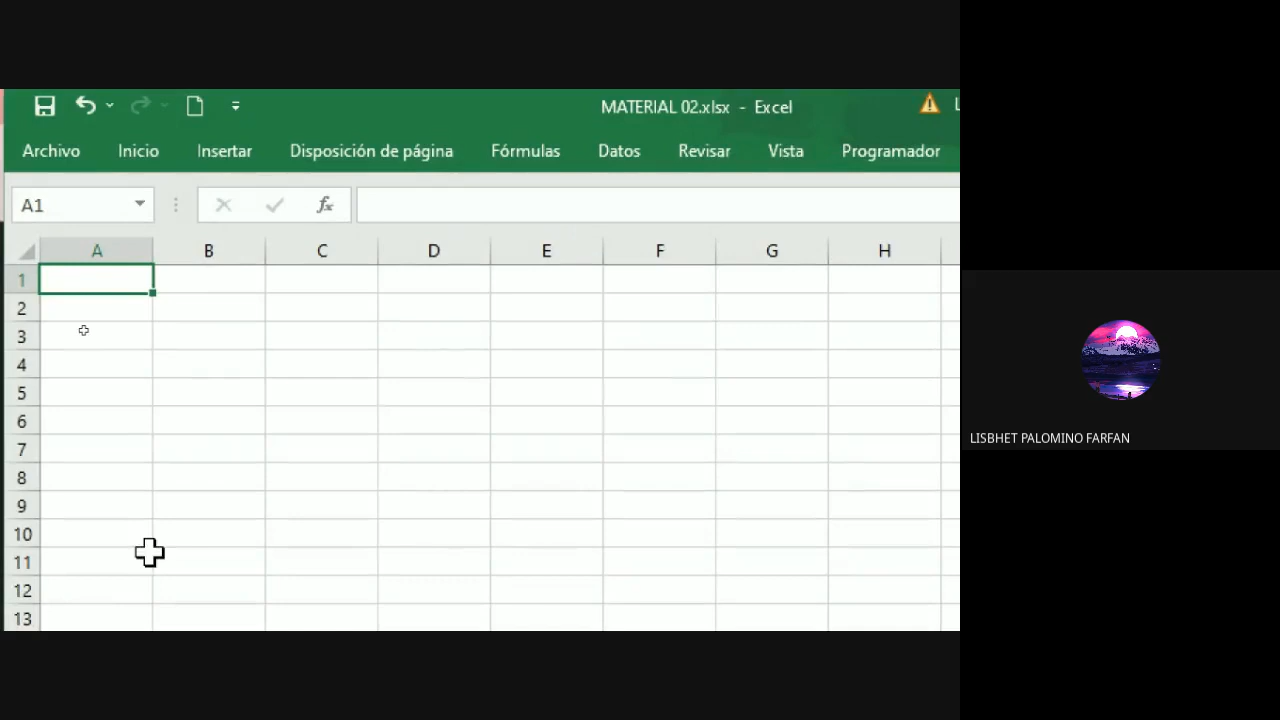 MATERIAL 02.xlsx - Excel
L
Archivo Inicio Insertar Disposición de página Fórmulas Datos Revisar Vista Programador
A1 fx
A B C D E F G H
1
2
3
4
5
6
7
8
9
10
11
12
13
LISBHET PALOMINO FARFAN